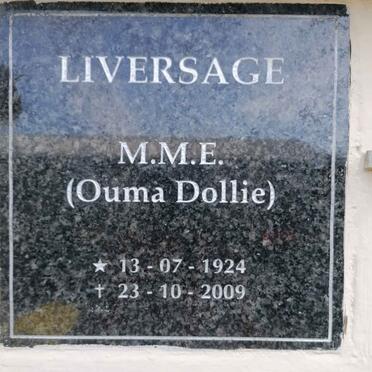 LIVERSAGE
M.M.E.
(Ouma Dollie)
★ 13 - 07 - 1924
✝ 23 - 10 - 2009